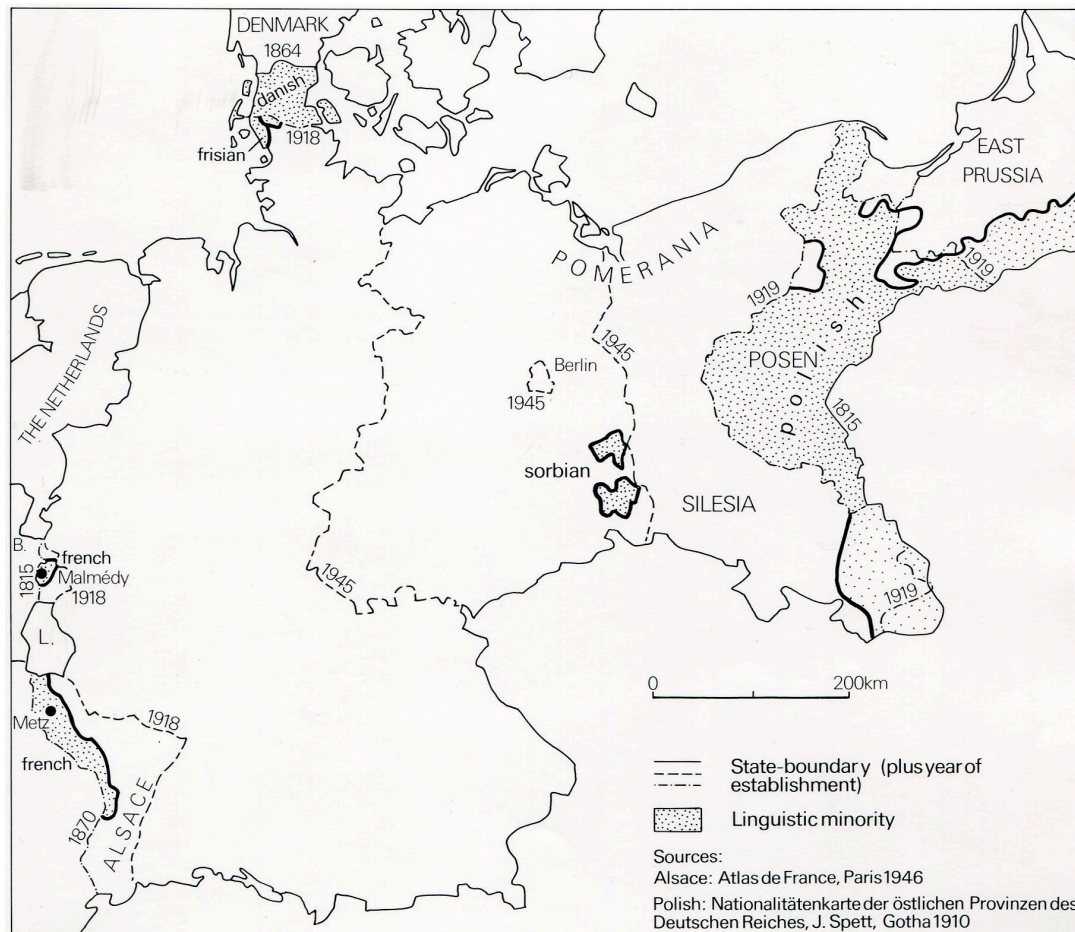 DENMARK
1864
danish
1918
frisian
EAST
PRUSSIA
POMERANIA
1919
1919
THE NETHERLANDS
1945
Berlin
1945
POSEN
polish
1815
sorbian
SILESIA
B.
french
1815
Malmédy
1918
1945
1919
L.
0 200km
Metz
1918
french
1870
ALSACE
State-boundary (plus year of
establishment)
Linguistic minority
Sources:
Alsace: Atlas de France, Paris 1946
Polish: Nationalitätenkarte der östlichen Provinzen des
Deutschen Reiches, J. Spett, Gotha 1910